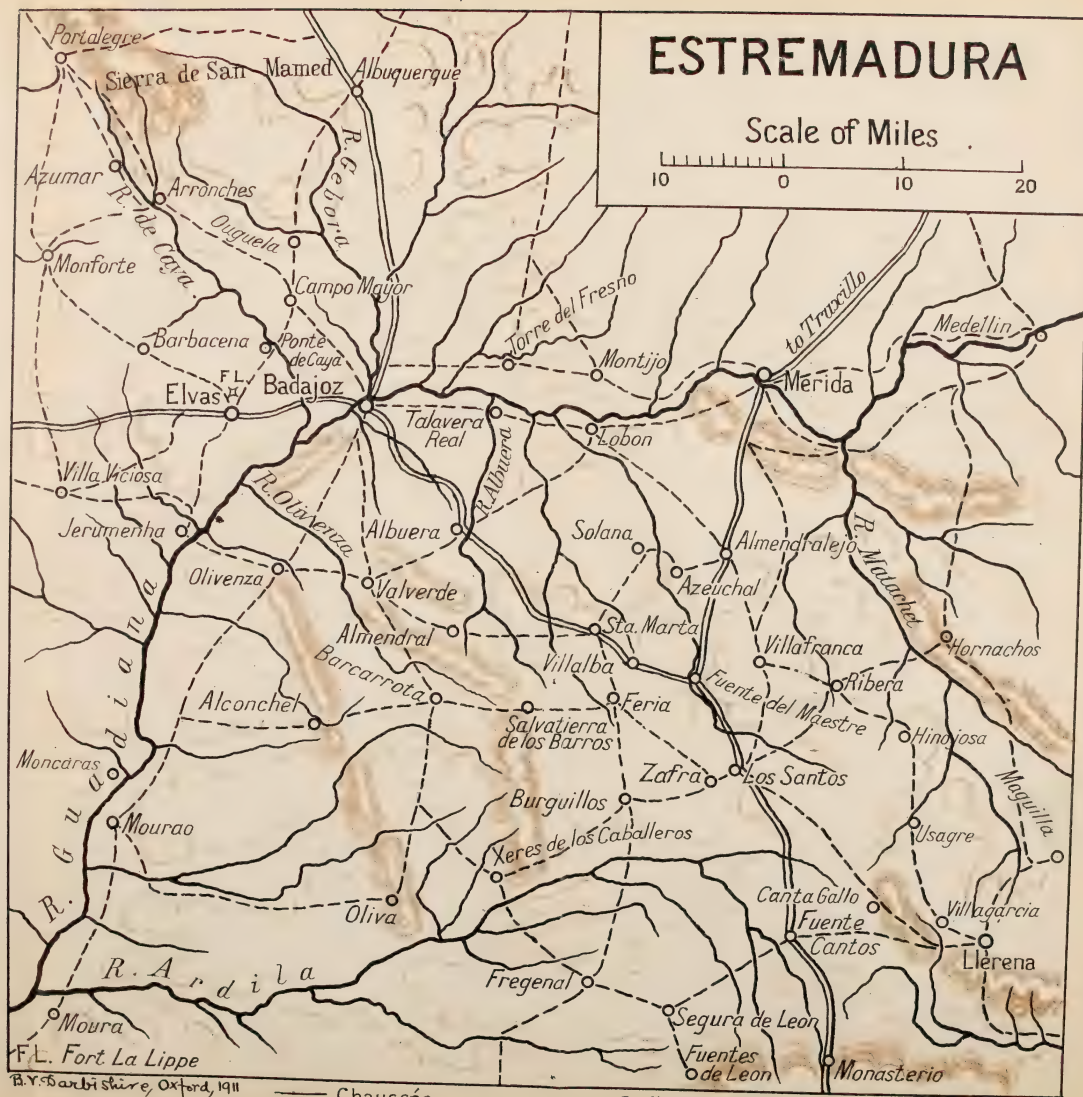 ESTREMADURA
Scale of Miles
10 0 10 20
Portalegre
Sierra de San Mamed
Albuquerque
R. Gebora
Azumar
Arronches
R. de Caya
Ouguela
Monforte
Campo Mayor
to Truxillo
Torre del Fresno
Medellin
Barbacena
Ponte
de Caya
Montijo
Merida
F L
Elvas
Badajoz
Talavera
Real
Lobon
R. Albuera
Villa Viciosa
R. Olivenza
Jerumenha
Albuera
Solana
Almendralejo
R. Matachel
Olivenza
Valverde
Azeuchal
Almendral
Sta. Marta
Villafranca
Hornachos
Villalba
Barcarrota
Ribera
Alconchel
Salvatierra
de los Barros
Feria
Fuente del Maestre
Hinojosa
R. Guadiana
Moncaras
Zafra
Los Santos
Maguilla
Burguillos
Mourao
Usagre
Xeres de los Caballeros
Oliva
Canta Gallo
Villagarcia
Fuente
Cantos
Llerena
R. Ardila
Fregenal
Moura
Segura de Leon
F.L. Fort La Lippe
Fuentes
de Leon
Monasterio
B.V. Darbishire, Oxford, 1911
Chaussée